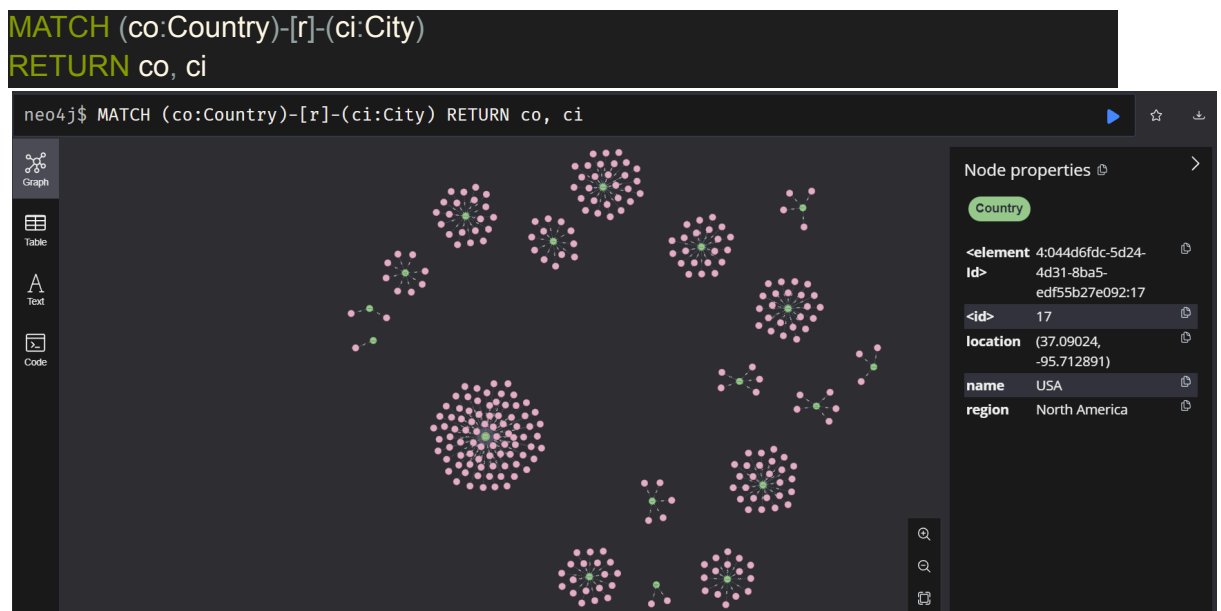 MATCH (co:Country)-[r]-(ci:City)
RETURN co, ci
neo4j$ MATCH (co:Country)-[r]-(ci:City) RETURN co, ci
Graph
Table
Text
Code
Node properties
Country
<element Id> 4:044d6fdc-5d24-
4d31-8ba5-
edf55b27e092:17
<id> 17
location (37.09024,
-95.712891)
name USA
region North America